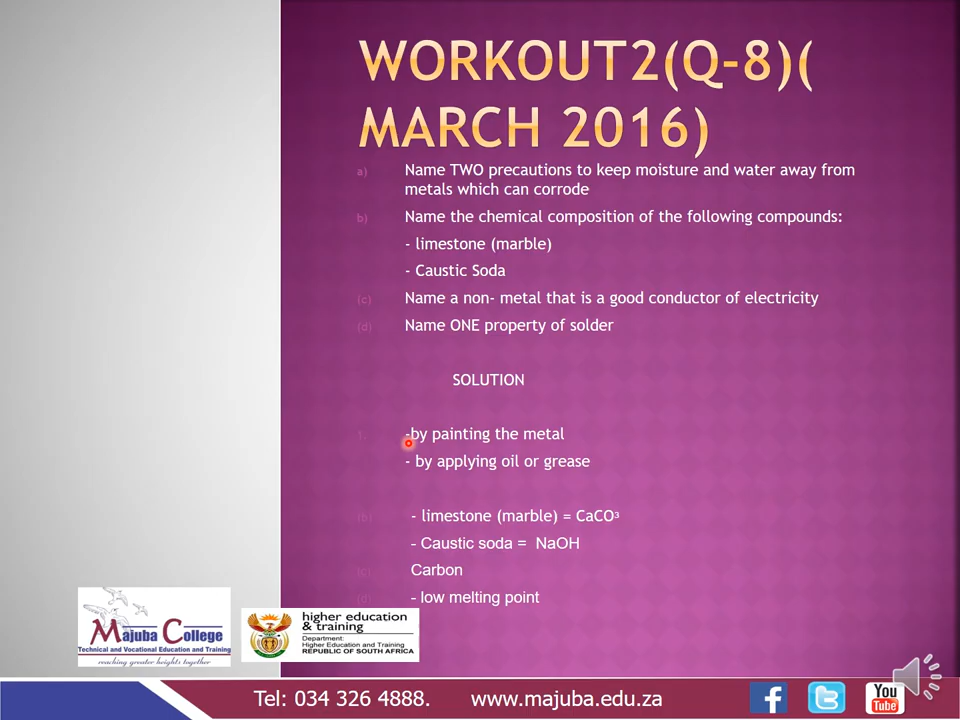 WORKOUT2(Q-8)(
MARCH 2016)
a) Name TWO precautions to keep moisture and water away from
metals which can corrode
b) Name the chemical composition of the following compounds:
- limestone (marble)
- Caustic Soda
(c) Name a non- metal that is a good conductor of electricity
(d) Name ONE property of solder
SOLUTION
1. -by painting the metal
- by applying oil or grease
(b) - limestone (marble) = CaCO³
- Caustic soda = NaOH
(c) Carbon
(d) - low melting point
Majuba College
Technical and Vocational Education and Training
reaching greater heights together
higher education
& training
Department:
Higher Education and Training
REPUBLIC OF SOUTH AFRICA
Tel: 034 326 4888. www.majuba.edu.za
You
Tube